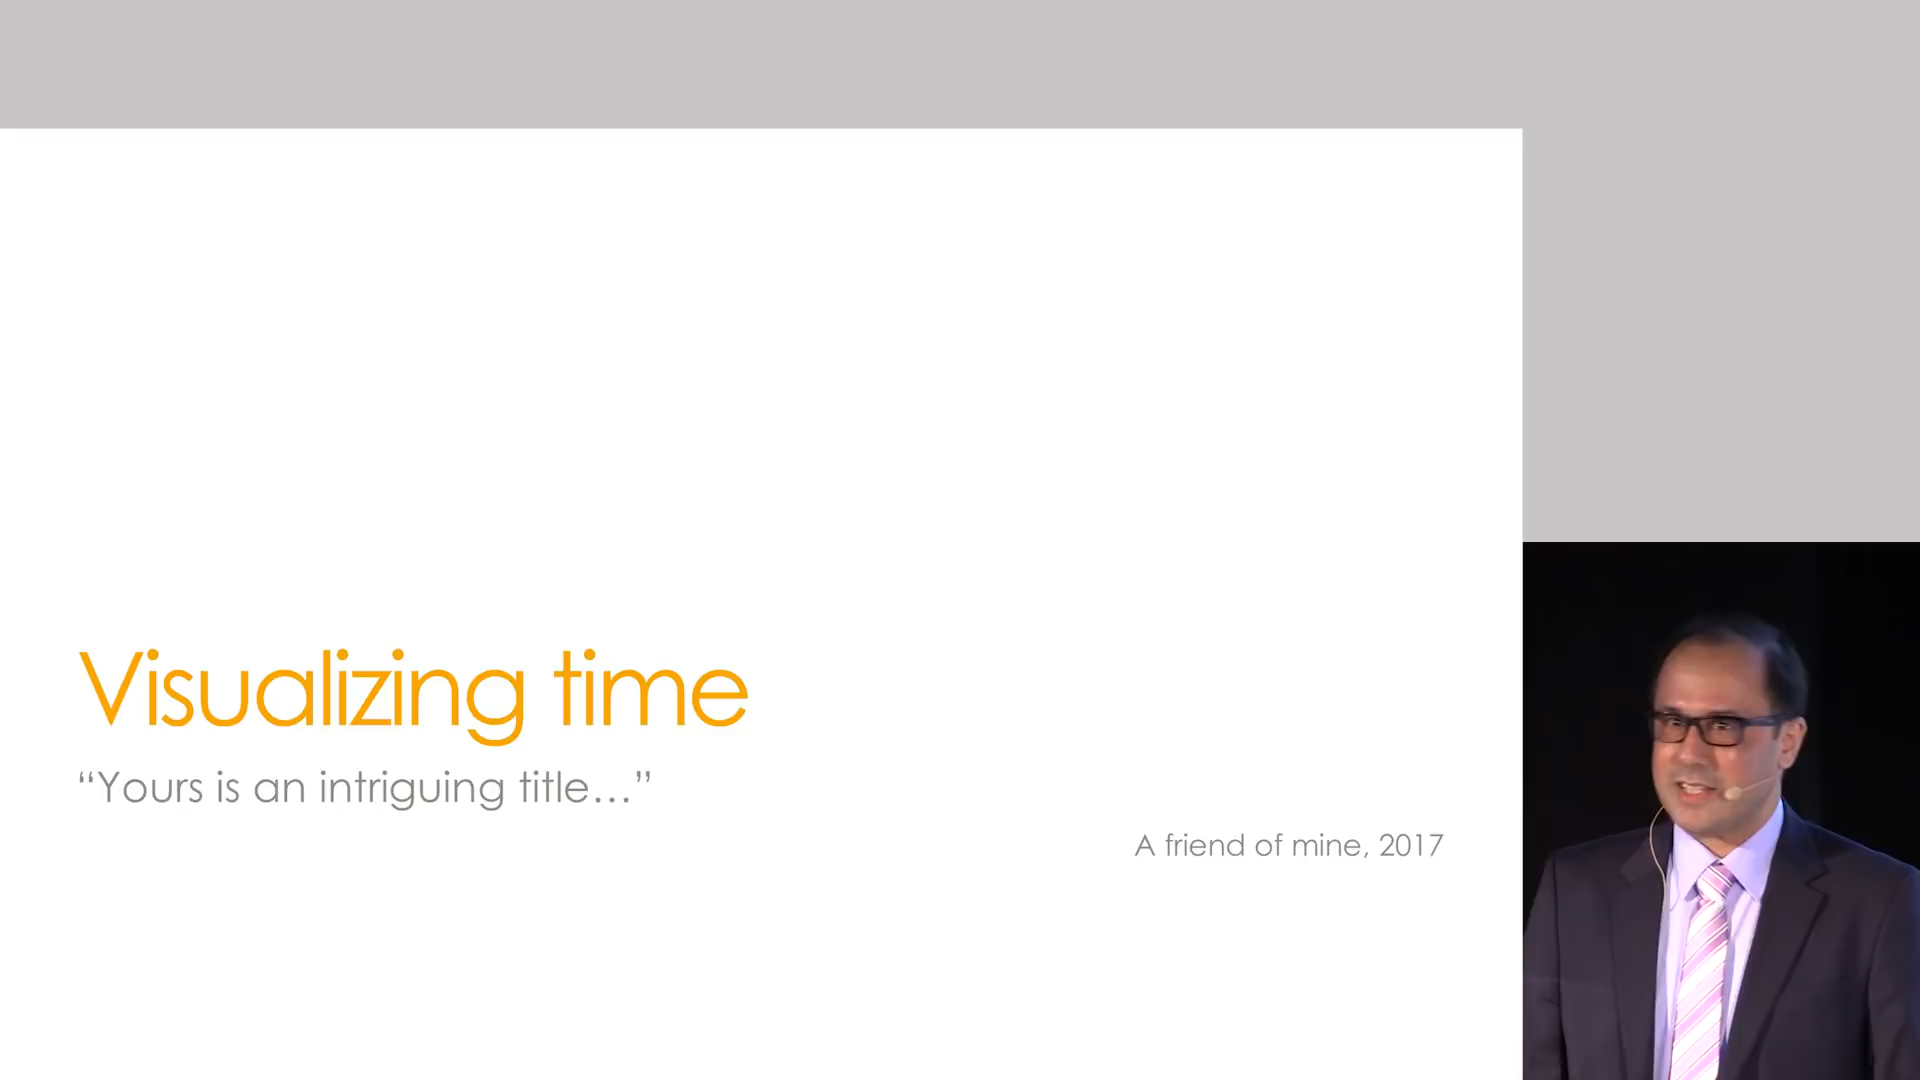 Visualizing time
“Yours is an intriguing title…”
A friend of mine, 2017